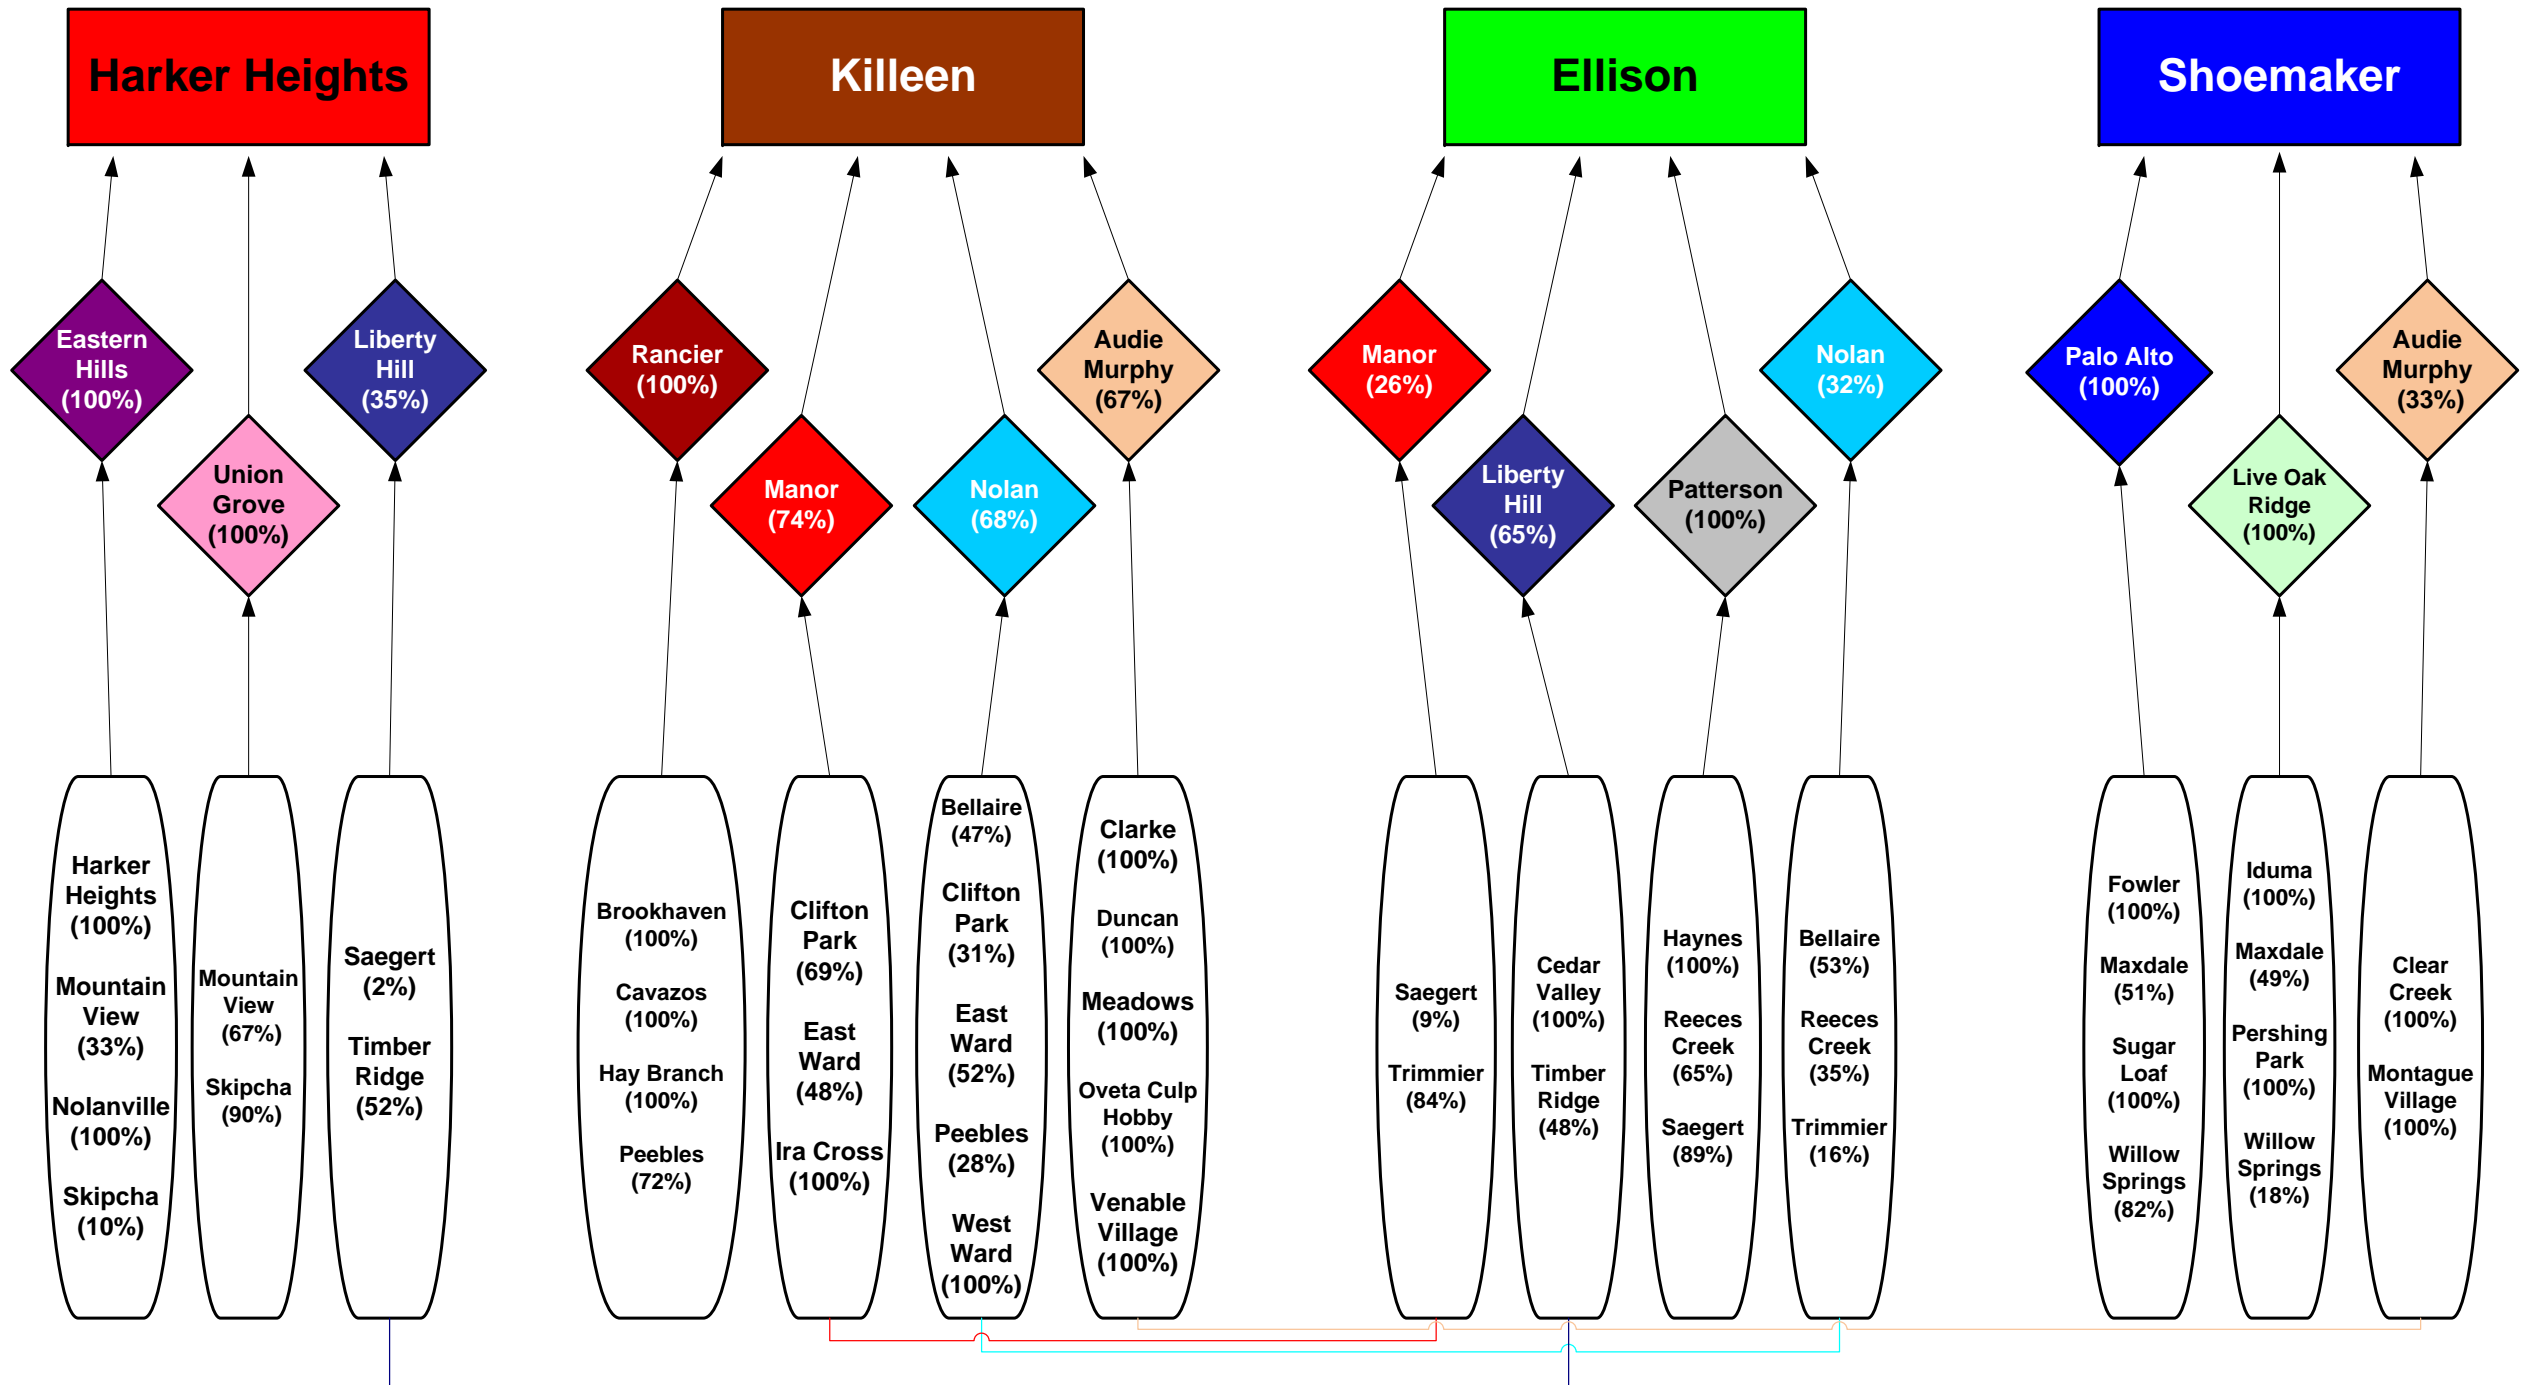 Harker Heights
Killeen
Ellison
Shoemaker
Eastern
Hills
(100%)
Union
Grove
(100%)
Liberty
Hill
(35%)
Rancier
(100%)
Manor
(74%)
Nolan
(68%)
Audie
Murphy
(67%)
Manor
(26%)
Liberty
Hill
(65%)
Patterson
(100%)
Nolan
(32%)
Palo Alto
(100%)
Live Oak
Ridge
(100%)
Audie
Murphy
(33%)
Harker
Heights
(100%)
Mountain
View
(33%)
Nolanville
(100%)
Skipcha
(10%)
Mountain
View
(67%)
Skipcha
(90%)
Saegert
(2%)
Timber
Ridge
(52%)
Brookhaven
(100%)
Cavazos
(100%)
Hay Branch
(100%)
Peebles
(72%)
Clifton
Park
(69%)
East
Ward
(48%)
Ira Cross
(100%)
Bellaire
(47%)
Clifton
Park
(31%)
East
Ward
(52%)
Peebles
(28%)
West
Ward
(100%)
Clarke
(100%)
Duncan
(100%)
Meadows
(100%)
Oveta Culp
Hobby
(100%)
Venable
Village
(100%)
Saegert
(9%)
Trimmier
(84%)
Cedar
Valley
(100%)
Timber
Ridge
(48%)
Haynes
(100%)
Reeces
Creek
(65%)
Saegert
(89%)
Bellaire
(53%)
Reeces
Creek
(35%)
Trimmier
(16%)
Fowler
(100%)
Maxdale
(51%)
Sugar
Loaf
(100%)
Willow
Springs
(82%)
Iduma
(100%)
Maxdale
(49%)
Pershing
Park
(100%)
Willow
Springs
(18%)
Clear
Creek
(100%)
Montague
Village
(100%)